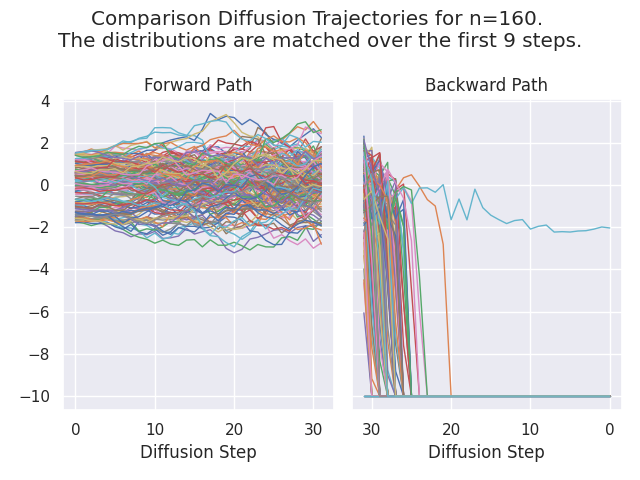 Comparison Diffusion Trajectories for n=160.
The distributions are matched over the first 9 steps.
Forward Path
Backward Path
4
2
0
−2
−4
−6
−8
−10
0
10
20
30
30
20
10
0
Diffusion Step
Diffusion Step